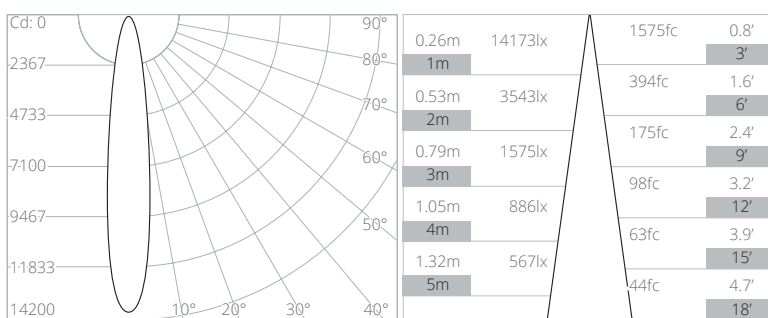 Cd: 0
2367
4733
7100
9467
11833
14200
90°
80°
70°
60°
50°
40°
30°
20°
10°
0.26m 14173lx
1m
0.53m 3543lx
2m
0.79m 1575lx
3m
1.05m 886lx
4m
1.32m 567lx
5m
1575fc 0.8'
3'
394fc 1.6'
6'
175fc 2.4'
9'
98fc 3.2'
12'
63fc 3.9'
15'
44fc 4.7'
18'